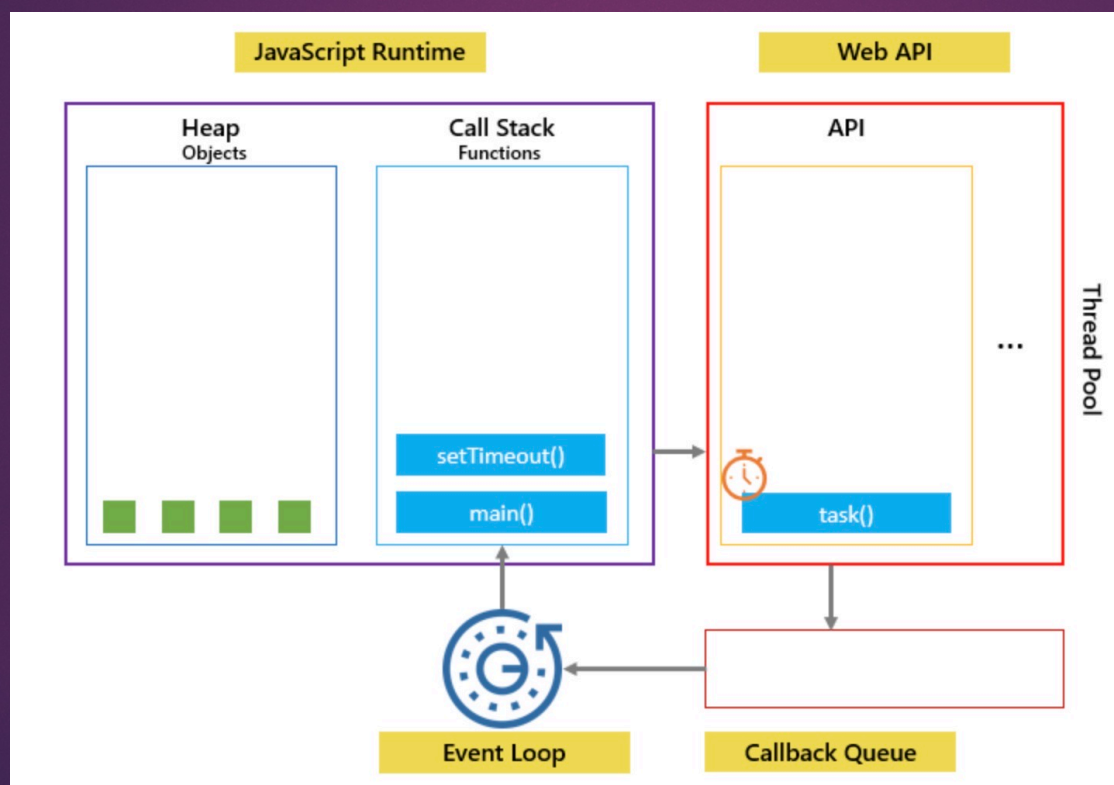 JavaScript Runtime
Web API
Heap
Objects
Call Stack
Functions
API
setTimeout()
main()
task()
...
Thread Pool
Event Loop
Callback Queue